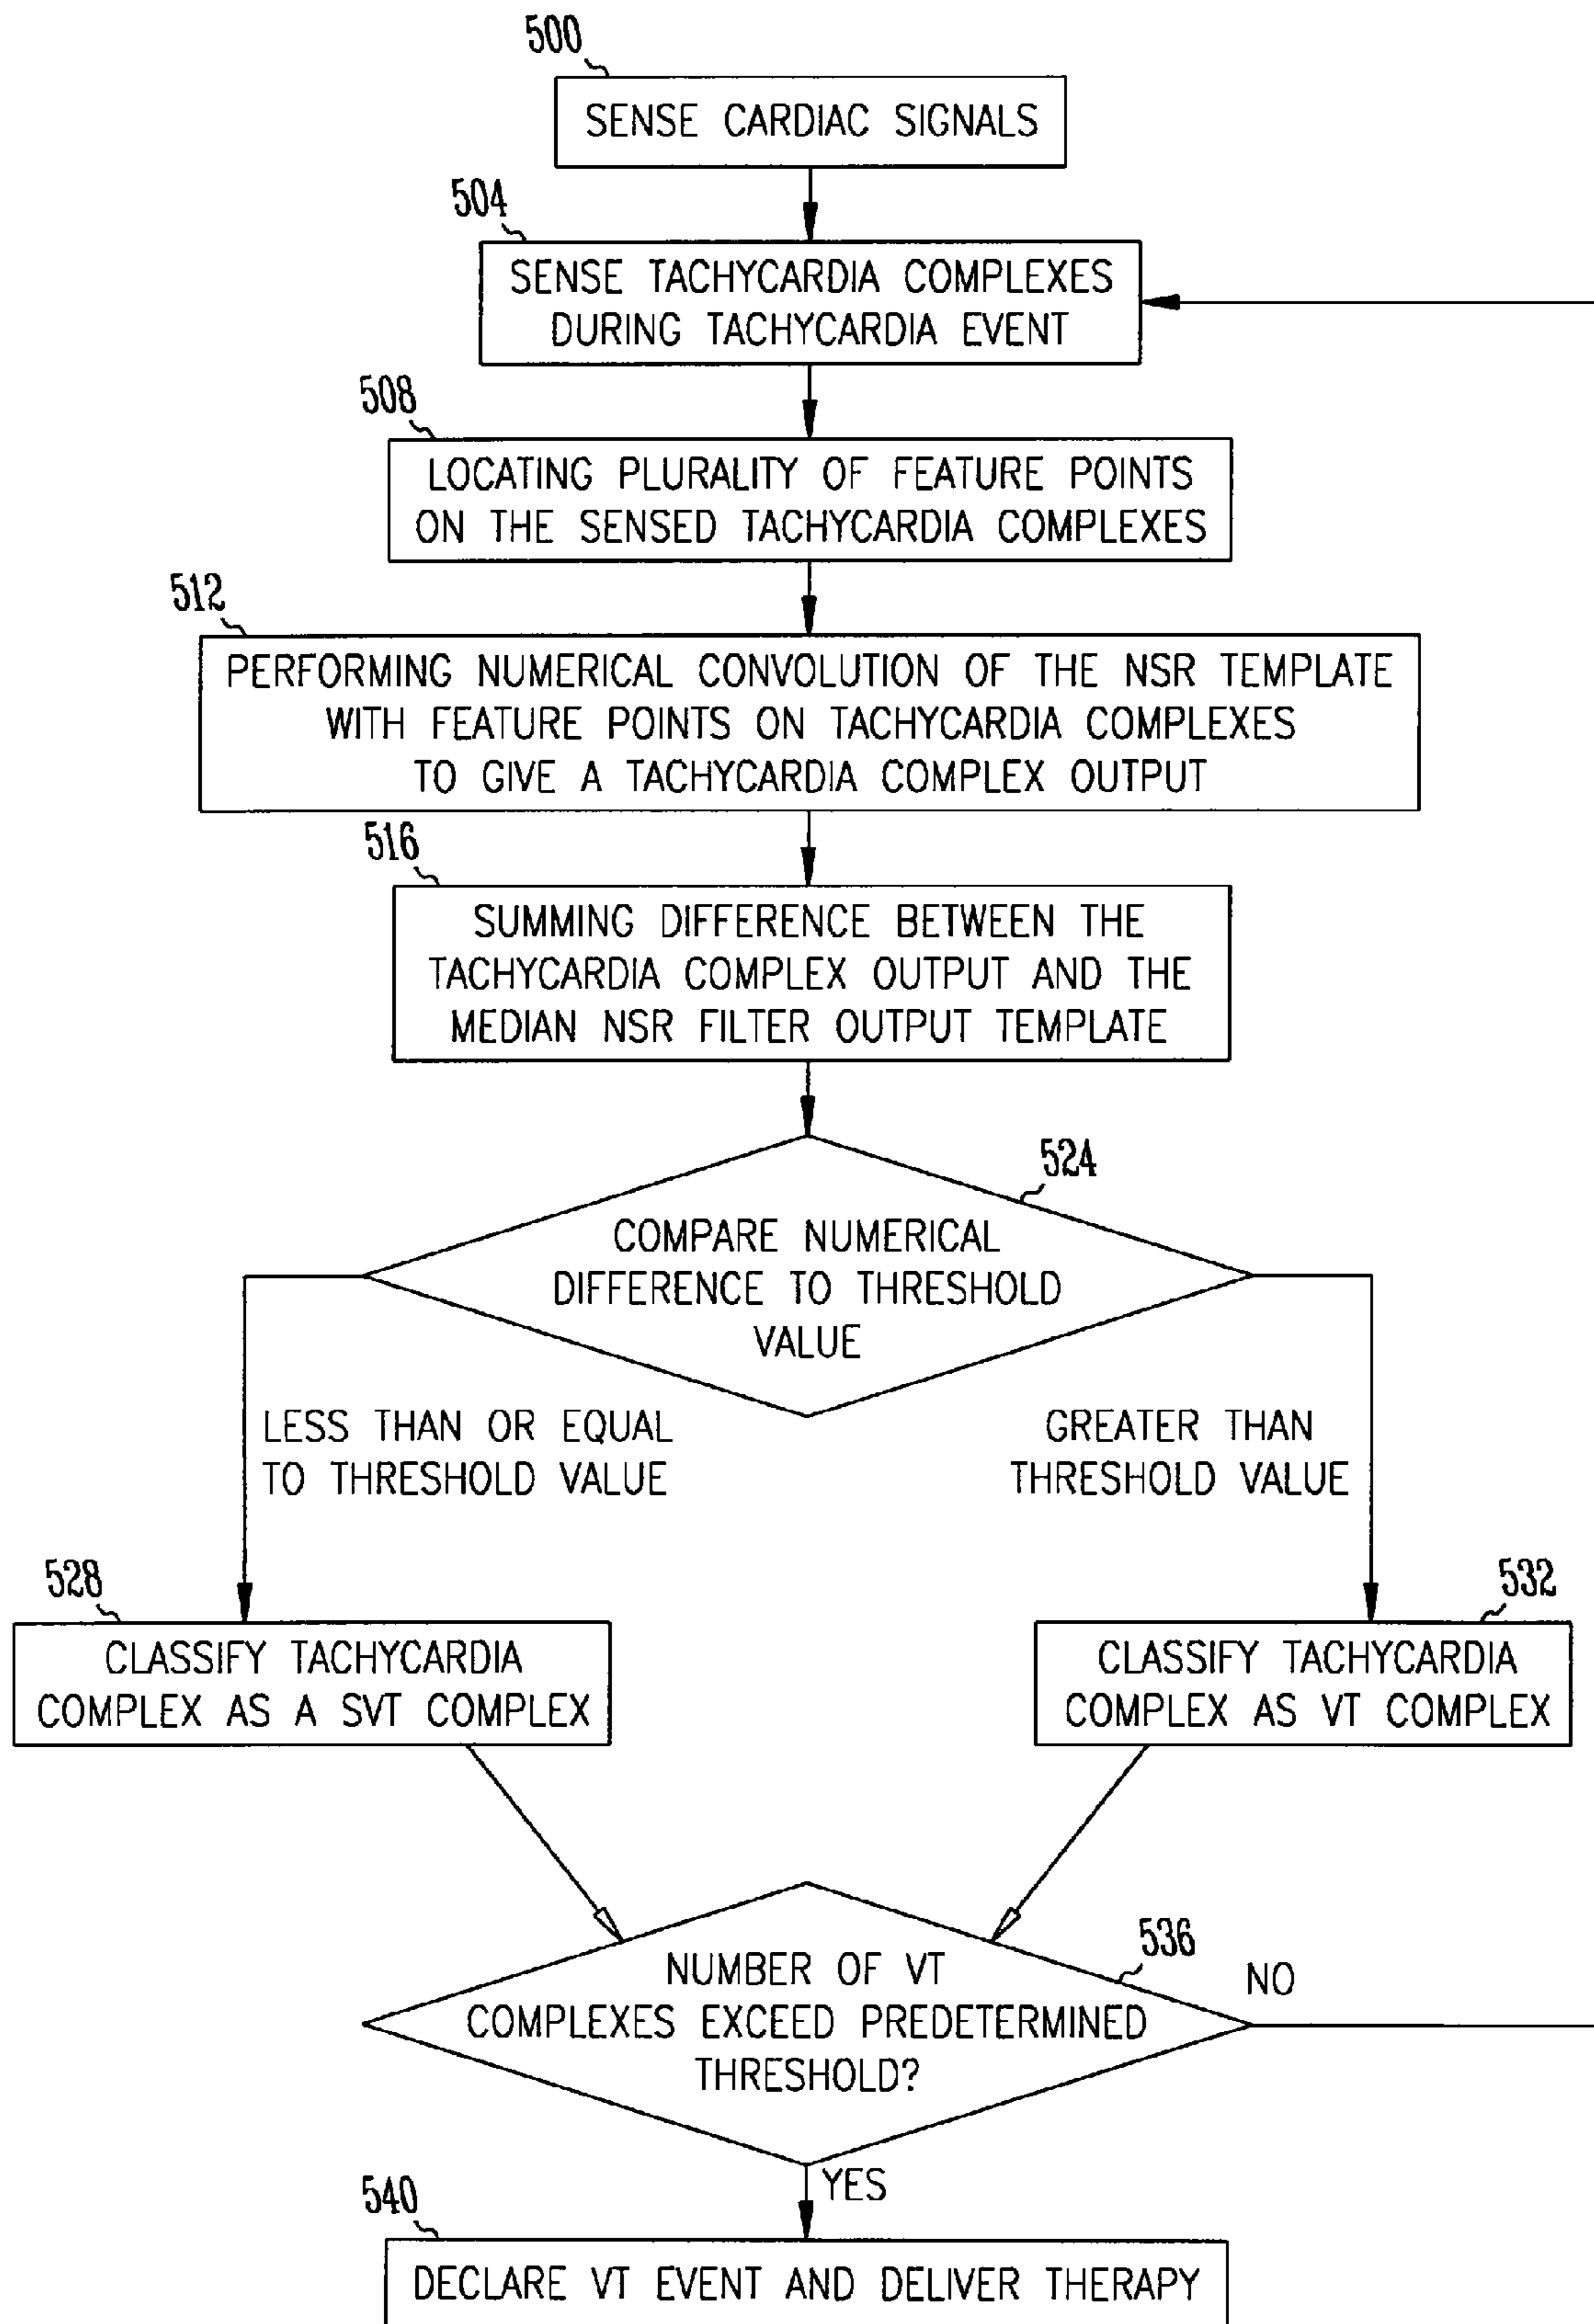 500
SENSE CARDIAC SIGNALS
504
SENSE TACHYCARDIA COMPLEXES
DURING TACHYCARDIA EVENT
508
LOCATING PLURALITY OF FEATURE POINTS
ON THE SENSED TACHYCARDIA COMPLEXES
512
PERFORMING NUMERICAL CONVOLUTION OF THE NSR TEMPLATE
WITH FEATURE POINTS ON TACHYCARDIA COMPLEXES
TO GIVE A TACHYCARDIA COMPLEX OUTPUT
516
SUMMING DIFFERENCE BETWEEN THE
TACHYCARDIA COMPLEX OUTPUT AND THE
MEDIAN NSR FILTER OUTPUT TEMPLATE
524
COMPARE NUMERICAL
DIFFERENCE TO THRESHOLD
VALUE
LESS THAN OR EQUAL
TO THRESHOLD VALUE
GREATER THAN
THRESHOLD VALUE
528
CLASSIFY TACHYCARDIA
COMPLEX AS A SVT COMPLEX
532
CLASSIFY TACHYCARDIA
COMPLEX AS VT COMPLEX
536
NUMBER OF VT
COMPLEXES EXCEED PREDETERMINED
THRESHOLD?
NO
YES
540
DECLARE VT EVENT AND DELIVER THERAPY